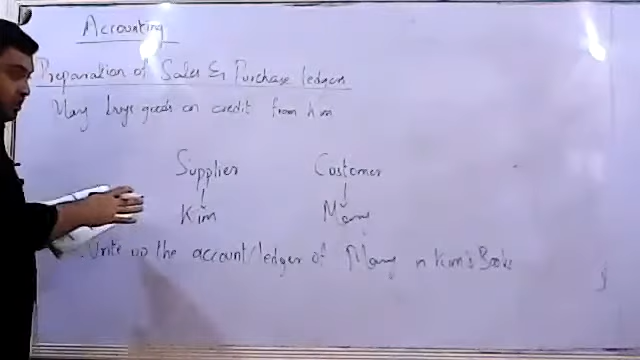 Accounting
Preparation of Sales & Purchase ledgers
Mary buys goods on credit from Kim
Supplier Customer
Kim Mary
Write up the account/ledger of Mary in Kim's Books